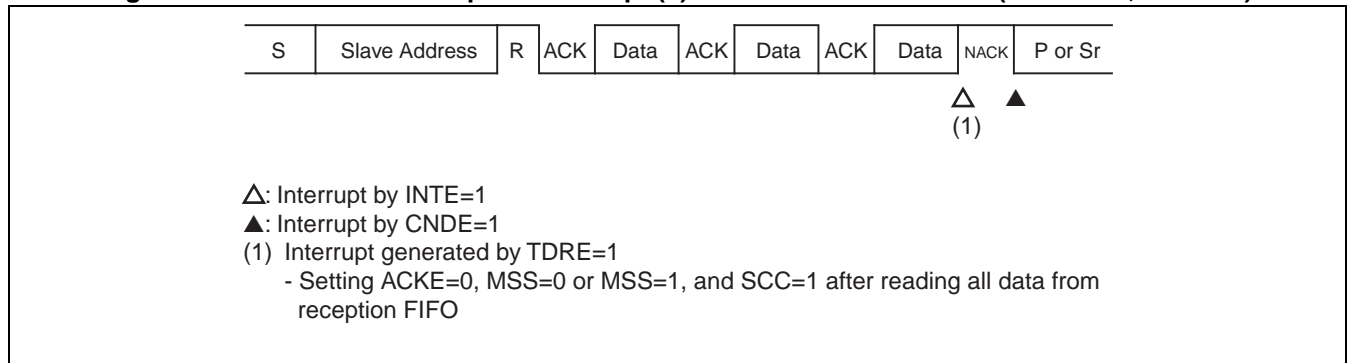 S Slave Address R ACK Data ACK Data ACK Data NACK P or Sr
△ ▲
(1)
△: Interrupt by INTE=1
▲: Interrupt by CNDE=1
(1) Interrupt generated by TDRE=1
- Setting ACKE=0, MSS=0 or MSS=1, and SCC=1 after reading all data from
reception FIFO